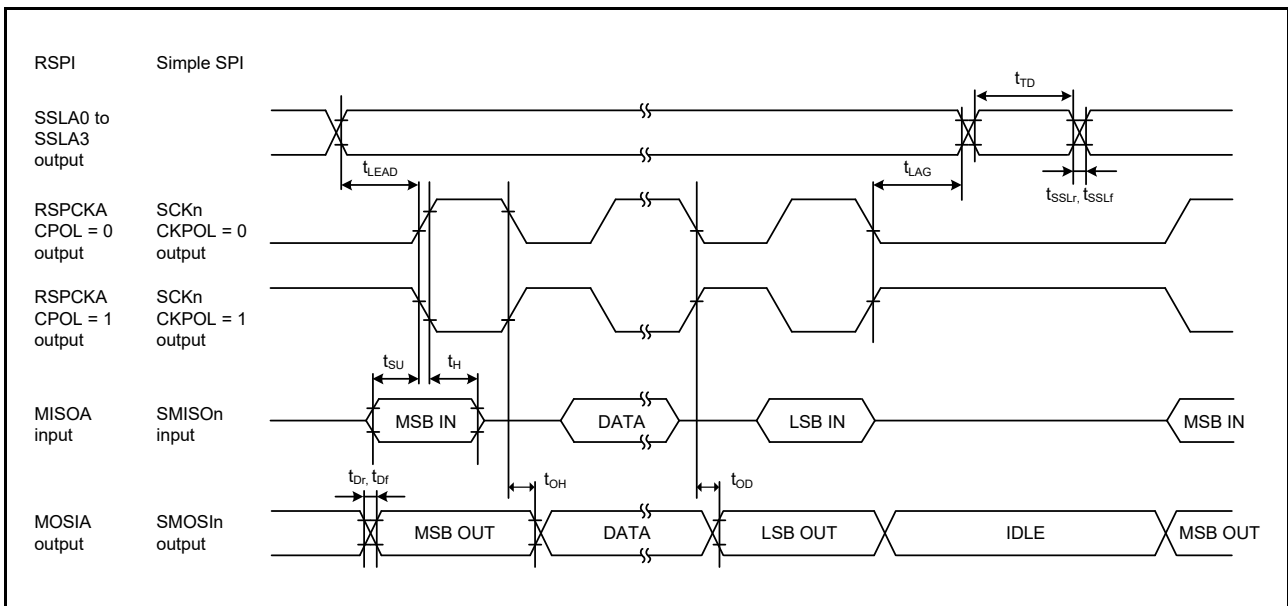 RSPI Simple SPI
tTD
SSLA0 to
SSLA3
output
tLEAD
tLAG
tSSLr, tSSLf
RSPCKA SCKn
CPOL = 0 CKPOL = 0
output output
RSPCKA SCKn
CPOL = 1 CKPOL = 1
output output
tSU tH
MISOA SMISOn
input input
MSB IN DATA LSB IN MSB IN
tDr, tDf
tOH tOD
MOSIA SMOSIn
output output
MSB OUT DATA LSB OUT IDLE MSB OUT